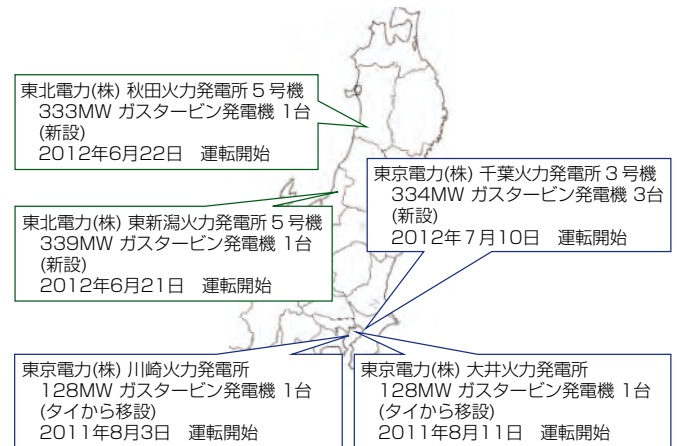 東北電力(株) 秋田火力発電所5号機
333MW ガスタービン発電機 1台
(新設)
2012年6月22日 運転開始
東北電力(株) 東新潟火力発電所5号機
339MW ガスタービン発電機 1台
(新設)
2012年6月21日 運転開始
東京電力(株) 千葉火力発電所3号機
334MW ガスタービン発電機 3台
(新設)
2012年7月10日 運転開始
東京電力(株) 川崎火力発電所
128MW ガスタービン発電機 1台
(タイから移設)
2011年8月3日 運転開始
東京電力(株) 大井火力発電所
128MW ガスタービン発電機 1台
(タイから移設)
2011年8月11日 運転開始